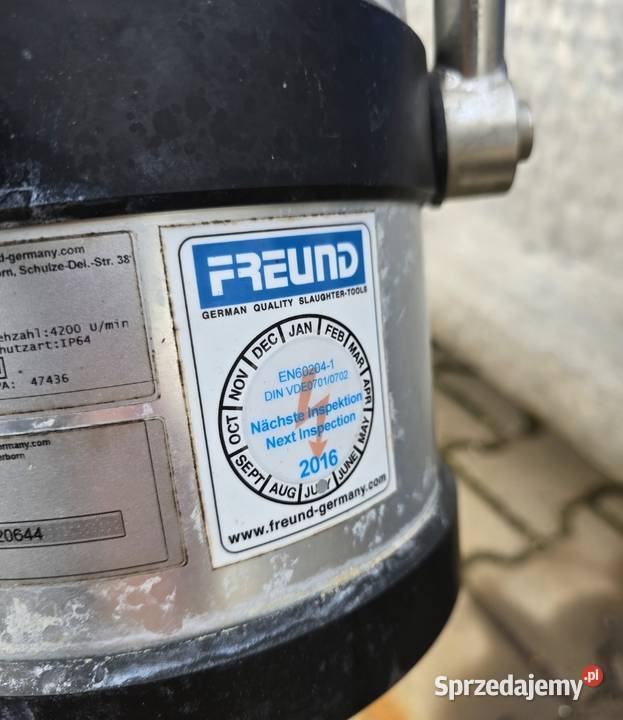 d-germany.com
orn, Schulze-Del.-Str. 38
ehzahl:4200 U/min
hutzart:IP64
PA: 47436
many.com
erborn
20644
FREUND
GERMAN QUALITY SLAUGHTER-TOOLS
JAN FEB MAR APR MAY JUNE JULY AUG SEPT OCT NOV DEC
EN60204-1
DIN VDE0701/0702
Nächste Inspektion
Next Inspection
2016
www.freund-germany.com
Sprzedajemy.pl